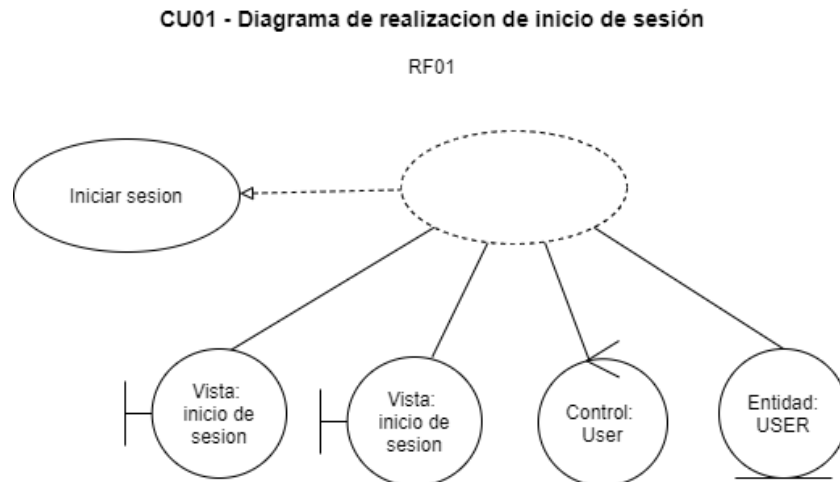 CU01 - Diagrama de realizacion de inicio de sesión
RF01
Iniciar sesion
Vista:
inicio de
sesion
Vista:
inicio de
sesion
Control:
User
Entidad:
USER